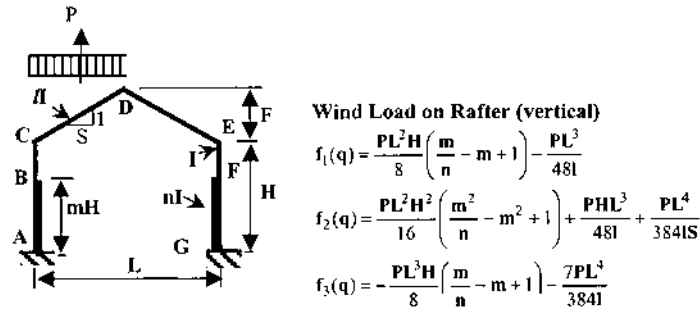 P
fI
D
1
S
F
C
E
I
B
F
H
mH
nI
A
G
L
Wind Load on Rafter (vertical)
f₁(q) = PL²H/8 (m/n - m + 1) - PL³/48I
f₂(q) = PL²H²/16 (m²/n - m² + 1) + PHL³/48I + PL⁴/384IS
f₃(q) = - PL³H/8 (m/n - m + 1) - 7PL⁴/384I